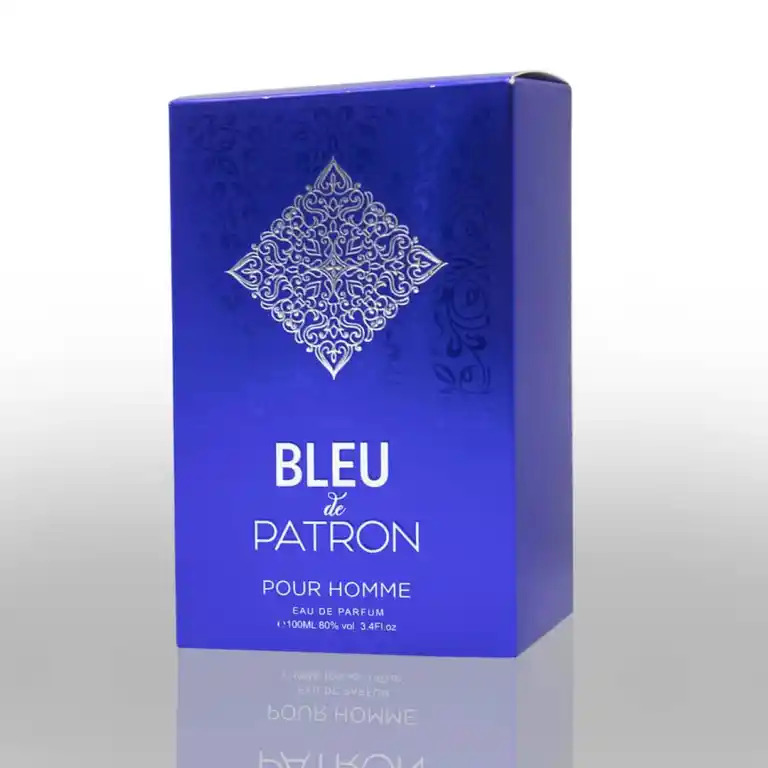 BLEU
de
PATRON
POUR HOMME
EAU DE PARFUM
℮100ML 80% vol 3.4Fl.oz